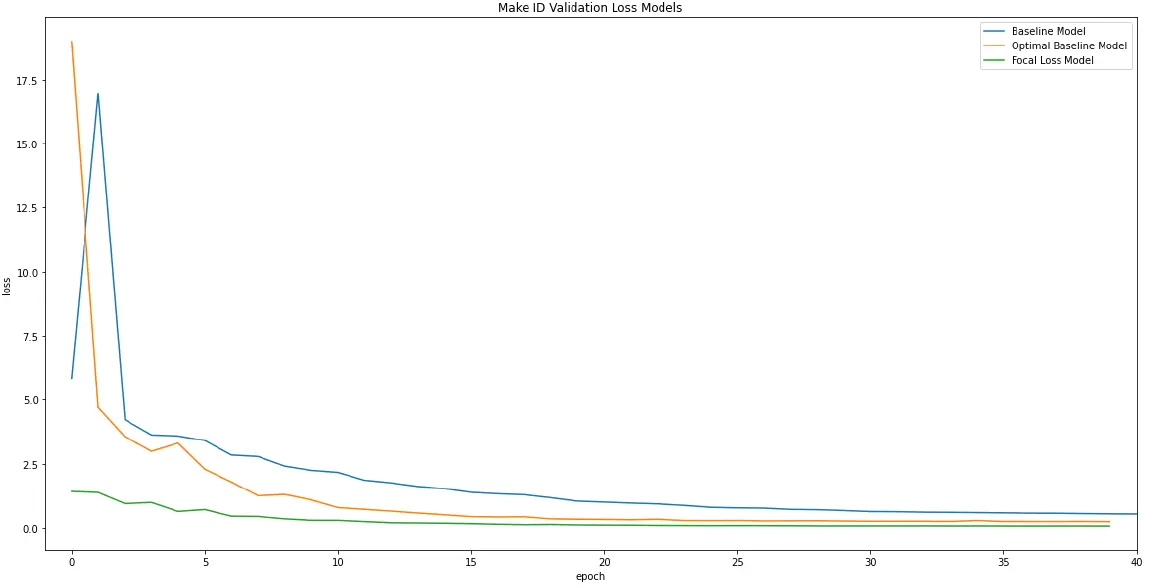 Make ID Validation Loss Models
Baseline Model
Optimal Baseline Model
Focal Loss Model
17.5
15.0
12.5
10.0
7.5
5.0
2.5
0.0
loss
0 5 10 15 20 25 30 35 40
epoch